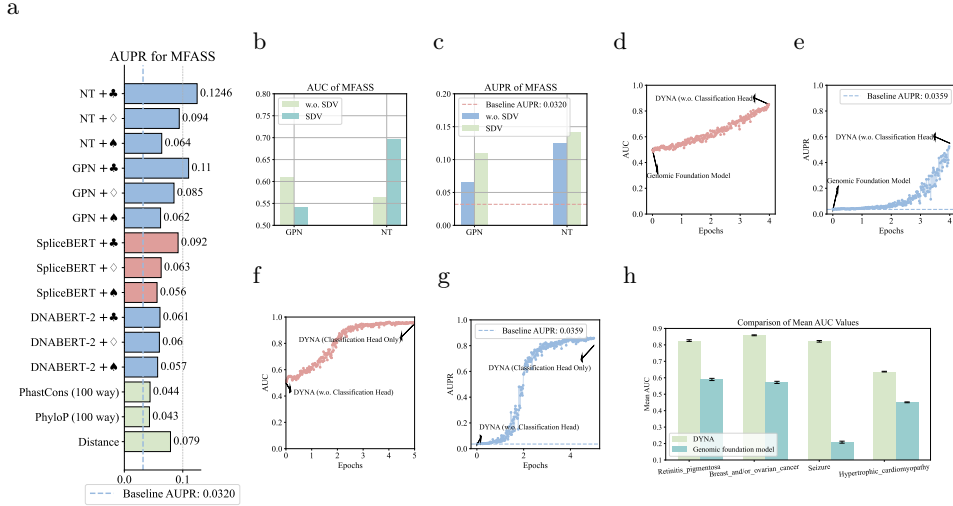 a
AUPR for MFASS
NT + ♣
0.1246
NT + ♢
0.094
NT + ♠
0.064
GPN + ♣
0.11
GPN + ♢
0.085
GPN + ♠
0.062
SpliceBERT + ♣
0.092
SpliceBERT + ♢
0.063
SpliceBERT + ♠
0.056
DNABERT-2 + ♣
0.061
DNABERT-2 + ♢
0.06
DNABERT-2 + ♠
0.057
PhastCons (100 way)
0.044
PhyloP (100 way)
0.043
Distance
0.079
0.0 0.1
Baseline AUPR: 0.0320
b
AUC of MFASS
w.o. SDV
SDV
0.80
0.75
0.70
0.65
0.60
0.55
0.50
GPN NT
c
AUPR of MFASS
Baseline AUPR: 0.0320
w.o. SDV
SDV
0.20
0.15
0.10
0.05
0.00
GPN NT
d
DYNA (w.o. Classification Head)
Genomic Foundation Model
AUC
1.0
0.8
0.6
0.4
0.2
0.0
0 1 2 3 4
Epochs
e
Baseline AUPR: 0.0359
DYNA (w.o. Classification Head)
Genomic Foundation Model
AUPR
1.0
0.8
0.6
0.4
0.2
0.0
0 1 2 3 4
Epochs
f
DYNA (Classification Head Only)
DYNA (w.o. Classification Head)
AUC
1.0
0.8
0.6
0.4
0.2
0.0
0 2 4
Epochs
g
Baseline AUPR: 0.0359
DYNA (Classification Head Only)
DYNA (w.o. Classification Head)
AUPR
1.0
0.8
0.6
0.4
0.2
0.0
0 2 4
Epochs
h
Comparison of Mean AUC Values
Mean AUC
0.9
0.8
0.7
0.6
0.5
0.4
0.3
0.2
0.1
DYNA
Genomic foundation model
Retinitis_pigmentosa
Breast_and/or_ovarian_cancer
Seizure
Hypertrophic_cardiomyopathy